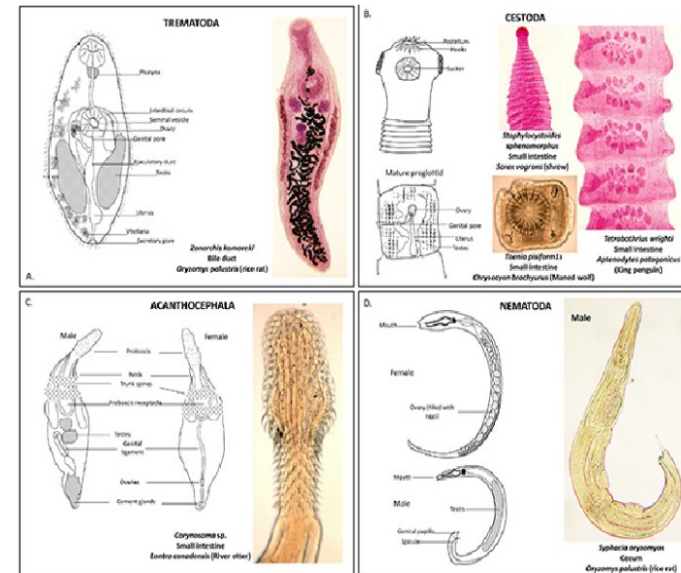 TREMATODA
Pharynx
Intestinal cecum
Seminal vesicle
Ovary
Genital pore
Ejaculatory duct
Testis
Uterus
Vitellaria
Secretory pore
Zonorchis komareki
Bile duct
Oryzomys palustris (rice rat)
A.
B.
CESTODA
Rostellum
Hooks
Sucker
Mature proglottid
Ovary
Genital pore
Uterus
Testes
Staphylocystoides
sphenomorphus
Small intestine
Sorex vagrans (shrew)
Taenia pisiformis
Small intestine
Chrysocyon brachyurus (Maned wolf)
Tetrabothrius wrighti
Small intestine
Aptenodytes patagonicus
(King penguin)
C.
ACANTHOCEPHALA
Male
Female
Proboscis
Neck
Trunk spines
Proboscis receptacle
Testes
Genital
ligament
Ovaries
Cement glands
Corynosoma sp.
Small intestine
Lontra canadensis (River otter)
D.
NEMATODA
Mouth
Female
Ovary (filled with
eggs)
Mouth
Male
Testis
Genital papilla
Spicule
Male
Syphacia oryzomyos
Cecum
Oryzomys palustris (rice rat)